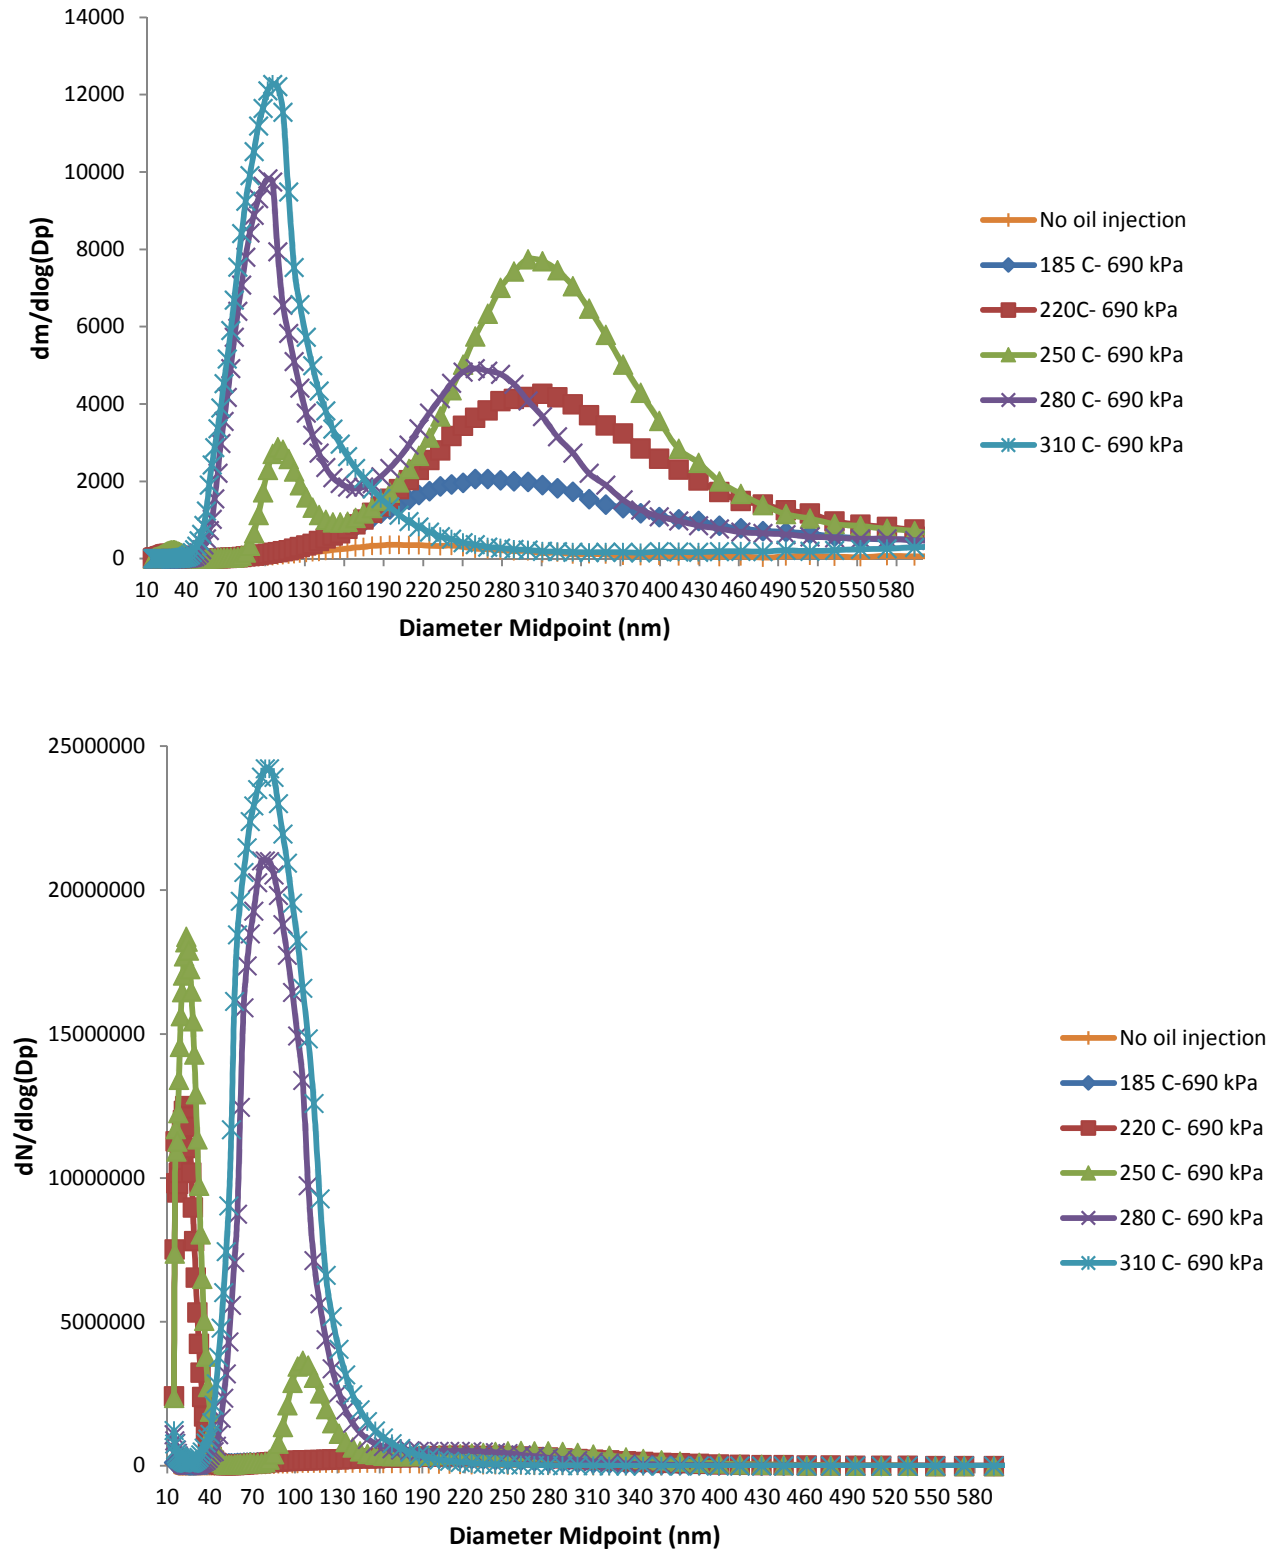 14000
12000
10000
8000
6000
4000
2000
0
dm/dlog(Dp)
10 40 70 100 130 160 190 220 250 280 310 340 370 400 430 460 490 520 550 580
Diameter Midpoint (nm)
No oil injection
185 C- 690 kPa
220C- 690 kPa
250 C- 690 kPa
280 C- 690 kPa
310 C- 690 kPa
25000000
20000000
15000000
10000000
5000000
0
dN/dlog(Dp)
10 40 70 100 130 160 190 220 250 280 310 340 370 400 430 460 490 520 550 580
Diameter Midpoint (nm)
No oil injection
185 C-690 kPa
220 C- 690 kPa
250 C- 690 kPa
280 C- 690 kPa
310 C- 690 kPa